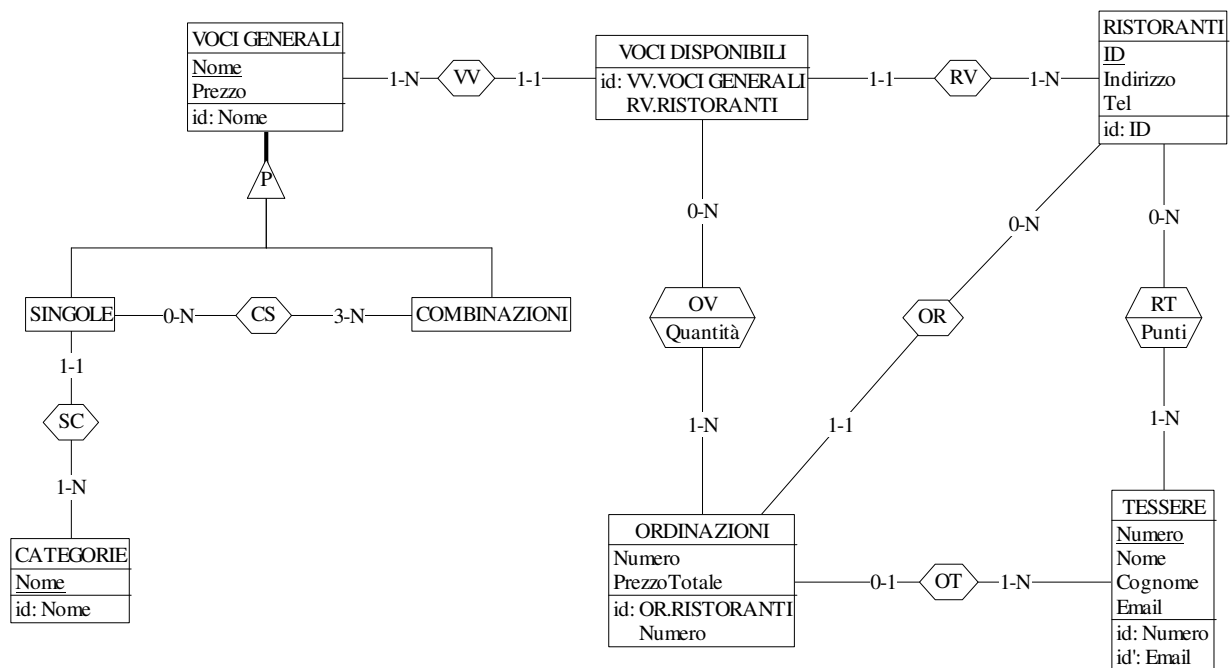 VOCI GENERALI
Nome
Prezzo
id: Nome
1-N
VV
1-1
VOCI DISPONIBILI
id: VV.VOCI GENERALI
RV.RISTORANTI
1-1
RV
1-N
RISTORANTI
ID
Indirizzo
Tel
id: ID
P
0-N
0-N
0-N
SINGOLE
0-N
CS
3-N
COMBINAZIONI
OV
Quantità
OR
RT
Punti
1-1
SC
1-N
1-N
1-1
1-N
CATEGORIE
Nome
id: Nome
ORDINAZIONI
Numero
PrezzoTotale
id: OR.RISTORANTI
Numero
0-1
OT
1-N
TESSERE
Numero
Nome
Cognome
Email
id: Numero
id': Email